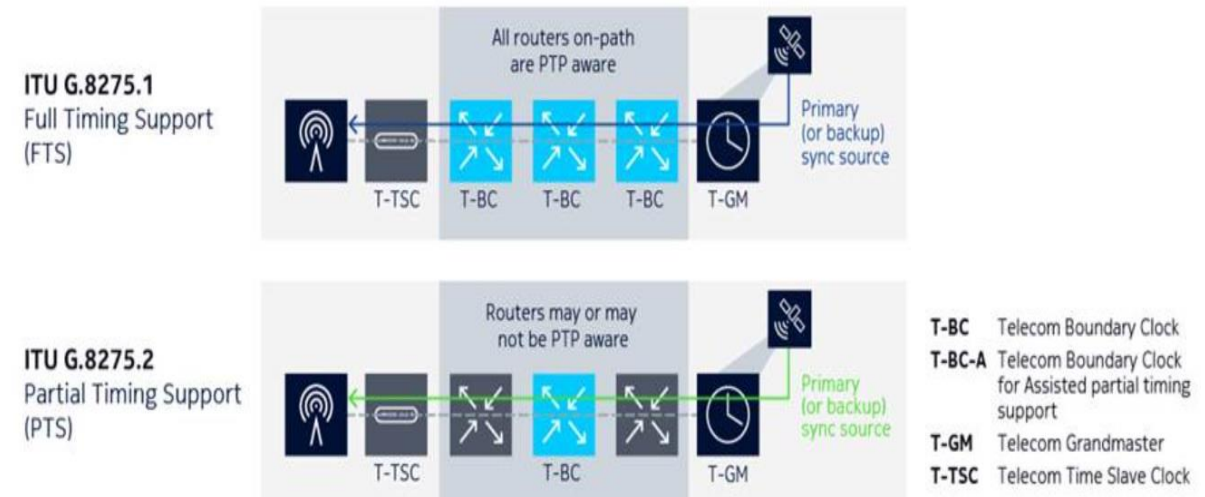 ITU G.8275.1
Full Timing Support
(FTS)
All routers on-path
are PTP aware
Primary
(or backup)
sync source
T-TSC
T-BC
T-BC
T-BC
T-GM
ITU G.8275.2
Partial Timing Support
(PTS)
Routers may or may
not be PTP aware
Primary
(or backup)
sync source
T-TSC
T-BC
T-GM
T-BC Telecom Boundary Clock
T-BC-A Telecom Boundary Clock
for Assisted partial timing
support
T-GM Telecom Grandmaster
T-TSC Telecom Time Slave Clock